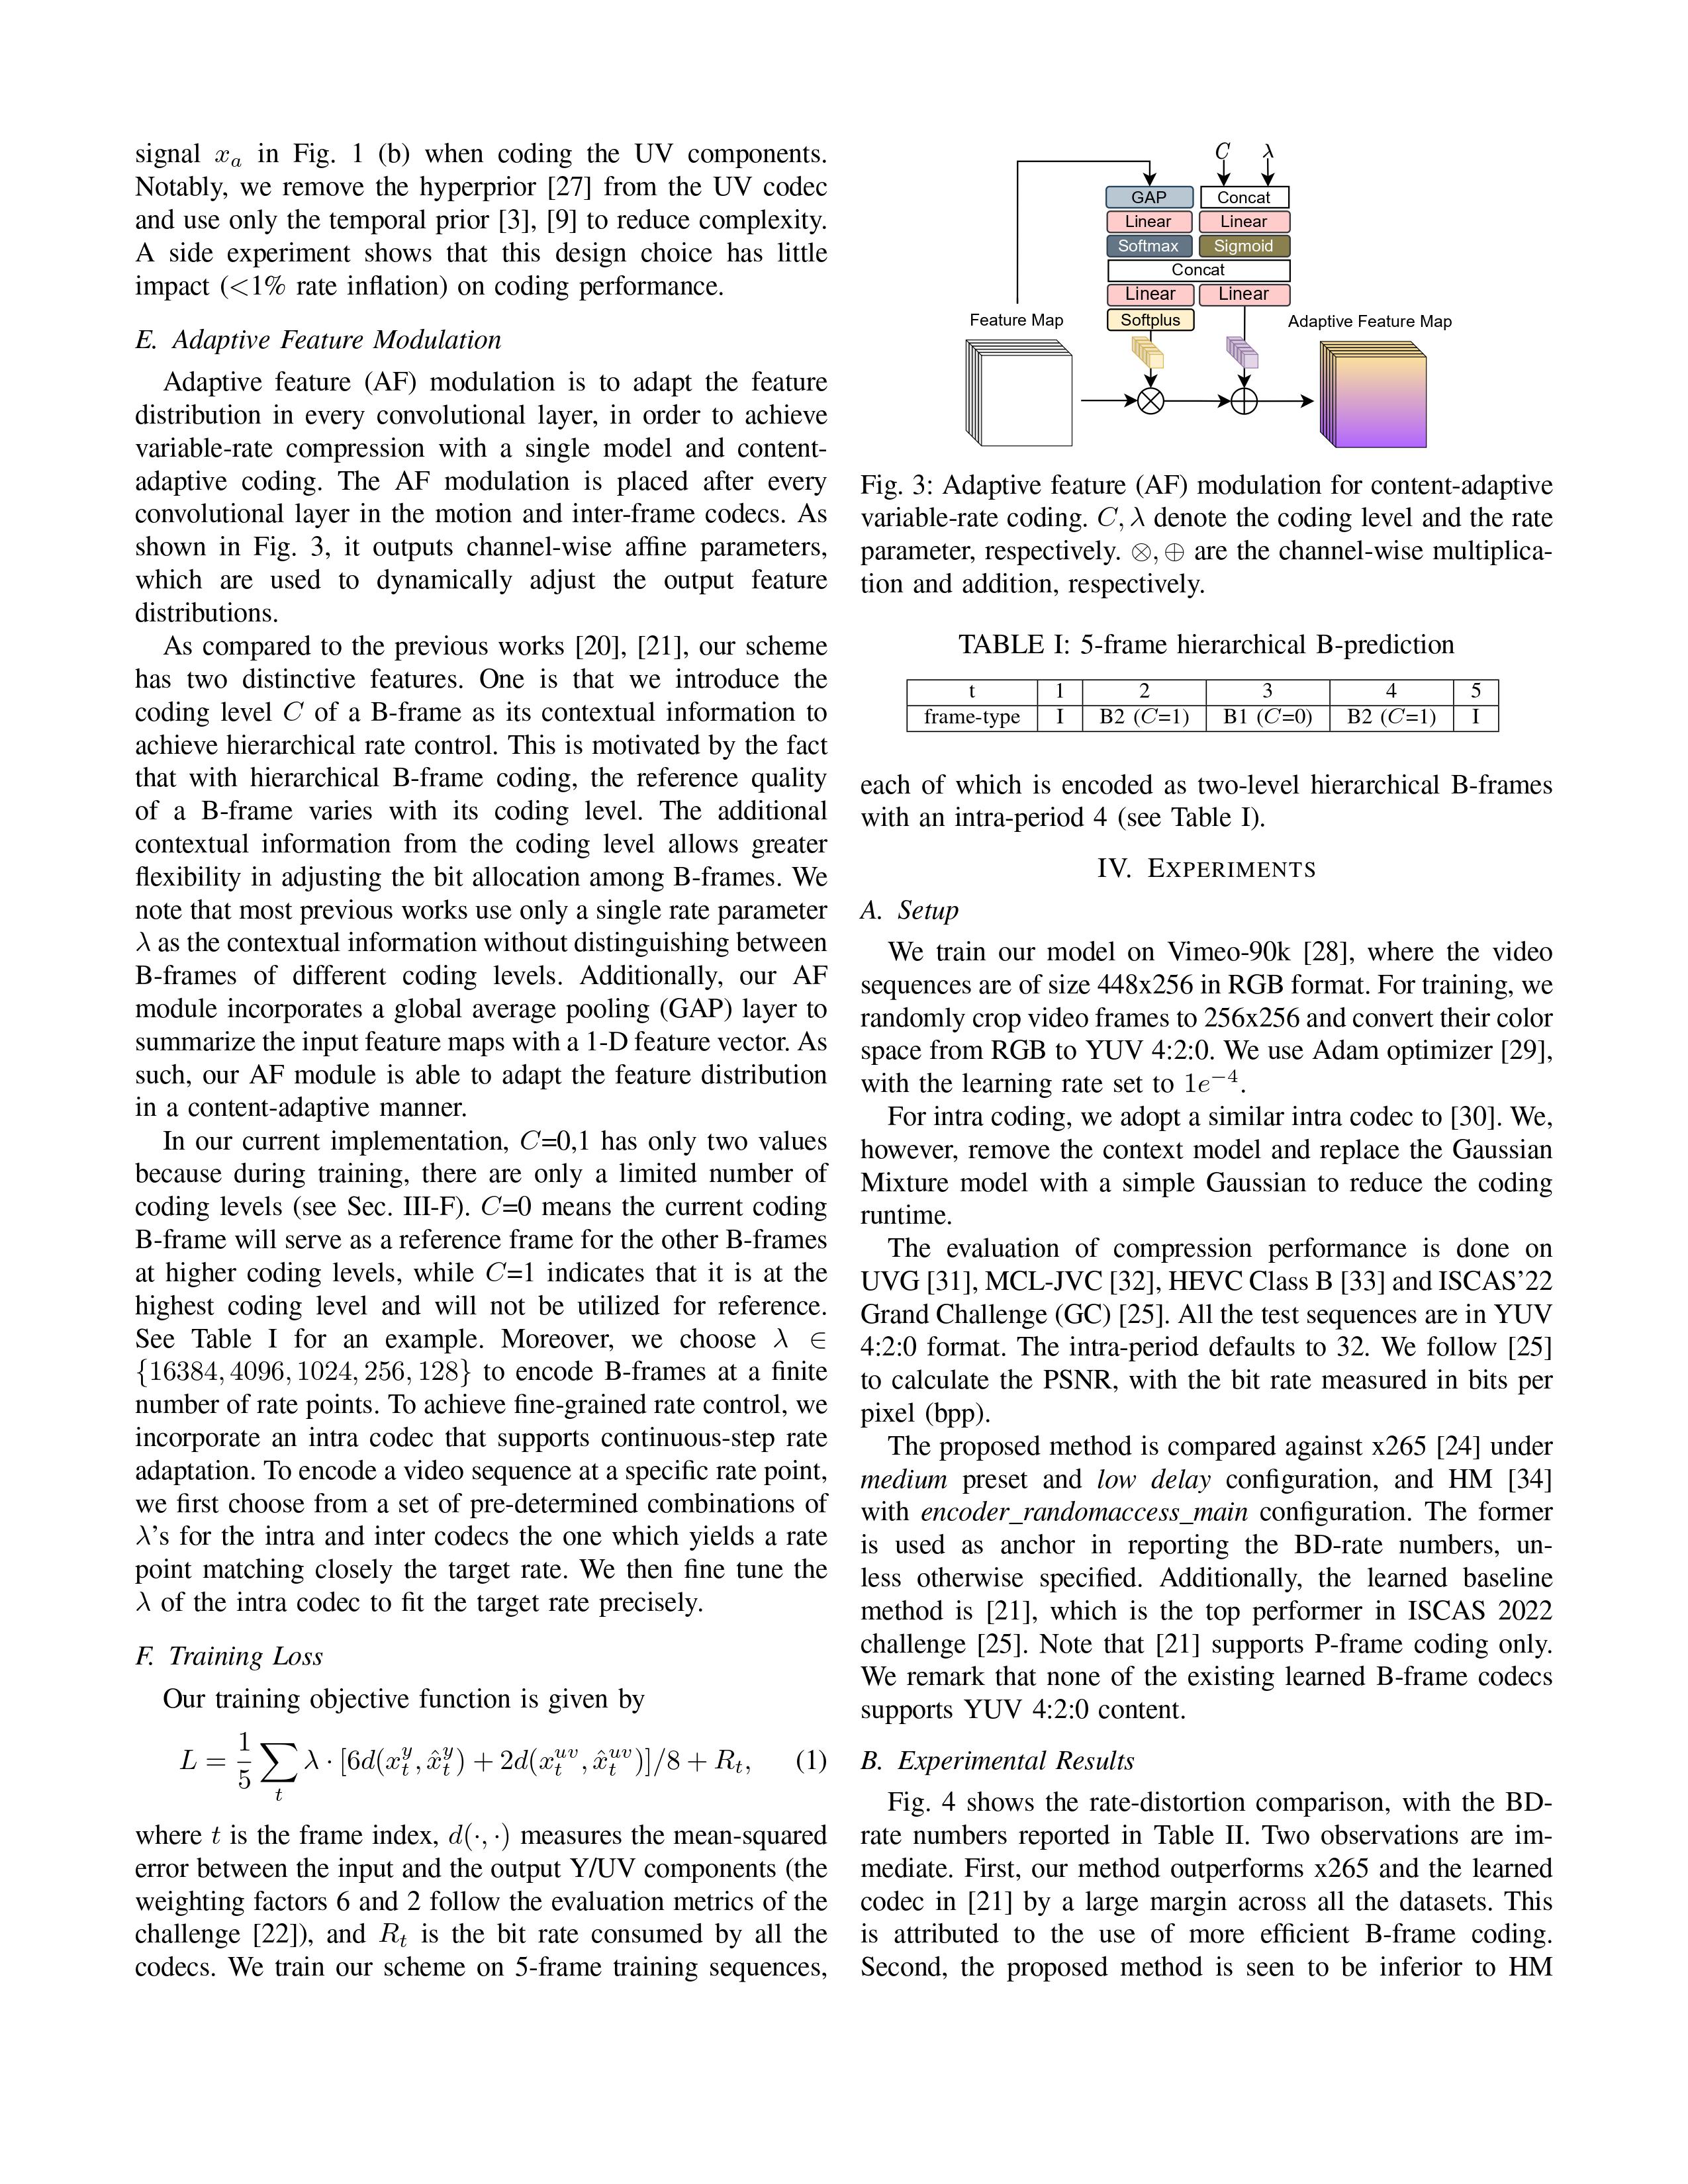 signal xₐ in Fig. 1 (b) when coding the UV components.
Notably, we remove the hyperprior [27] from the UV codec
and use only the temporal prior [3], [9] to reduce complexity.
A side experiment shows that this design choice has little
impact (<1% rate inflation) on coding performance.
E. Adaptive Feature Modulation
Adaptive feature (AF) modulation is to adapt the feature
distribution in every convolutional layer, in order to achieve
variable-rate compression with a single model and content-
adaptive coding. The AF modulation is placed after every
convolutional layer in the motion and inter-frame codecs. As
shown in Fig. 3, it outputs channel-wise affine parameters,
which are used to dynamically adjust the output feature
distributions.
As compared to the previous works [20], [21], our scheme
has two distinctive features. One is that we introduce the
coding level C of a B-frame as its contextual information to
achieve hierarchical rate control. This is motivated by the fact
that with hierarchical B-frame coding, the reference quality
of a B-frame varies with its coding level. The additional
contextual information from the coding level allows greater
flexibility in adjusting the bit allocation among B-frames. We
note that most previous works use only a single rate parameter
λ as the contextual information without distinguishing between
B-frames of different coding levels. Additionally, our AF
module incorporates a global average pooling (GAP) layer to
summarize the input feature maps with a 1-D feature vector. As
such, our AF module is able to adapt the feature distribution
in a content-adaptive manner.
In our current implementation, C=0,1 has only two values
because during training, there are only a limited number of
coding levels (see Sec. III-F). C=0 means the current coding
B-frame will serve as a reference frame for the other B-frames
at higher coding levels, while C=1 indicates that it is at the
highest coding level and will not be utilized for reference.
See Table I for an example. Moreover, we choose λ ∈
{16384, 4096, 1024, 256, 128} to encode B-frames at a finite
number of rate points. To achieve fine-grained rate control, we
incorporate an intra codec that supports continuous-step rate
adaptation. To encode a video sequence at a specific rate point,
we first choose from a set of pre-determined combinations of
λ's for the intra and inter codecs the one which yields a rate
point matching closely the target rate. We then fine tune the
λ of the intra codec to fit the target rate precisely.
F. Training Loss
Our training objective function is given by
L = 1/5 ∑_t λ · [6d(x_t^y, x̂_t^y) + 2d(x_t^{uv}, x̂_t^{uv})]/8 + R_t, (1)
where t is the frame index, d(·, ·) measures the mean-squared
error between the input and the output Y/UV components (the
weighting factors 6 and 2 follow the evaluation metrics of the
challenge [22]), and R_t is the bit rate consumed by all the
codecs. We train our scheme on 5-frame training sequences,
C λ
GAP Concat
Linear Linear
Softmax Sigmoid
Concat
Linear Linear
Softplus
Feature Map
Adaptive Feature Map
Fig. 3: Adaptive feature (AF) modulation for content-adaptive
variable-rate coding. C, λ denote the coding level and the rate
parameter, respectively. ⊗, ⊕ are the channel-wise multiplica-
tion and addition, respectively.
TABLE I: 5-frame hierarchical B-prediction
t 1 2 3 4 5
frame-type I B2 (C=1) B1 (C=0) B2 (C=1) I
each of which is encoded as two-level hierarchical B-frames
with an intra-period 4 (see Table I).
IV. EXPERIMENTS
A. Setup
We train our model on Vimeo-90k [28], where the video
sequences are of size 448x256 in RGB format. For training, we
randomly crop video frames to 256x256 and convert their color
space from RGB to YUV 4:2:0. We use Adam optimizer [29],
with the learning rate set to 1e⁻⁴.
For intra coding, we adopt a similar intra codec to [30]. We,
however, remove the context model and replace the Gaussian
Mixture model with a simple Gaussian to reduce the coding
runtime.
The evaluation of compression performance is done on
UVG [31], MCL-JVC [32], HEVC Class B [33] and ISCAS'22
Grand Challenge (GC) [25]. All the test sequences are in YUV
4:2:0 format. The intra-period defaults to 32. We follow [25]
to calculate the PSNR, with the bit rate measured in bits per
pixel (bpp).
The proposed method is compared against x265 [24] under
medium preset and low delay configuration, and HM [34]
with encoder_randomaccess_main configuration. The former
is used as anchor in reporting the BD-rate numbers, un-
less otherwise specified. Additionally, the learned baseline
method is [21], which is the top performer in ISCAS 2022
challenge [25]. Note that [21] supports P-frame coding only.
We remark that none of the existing learned B-frame codecs
supports YUV 4:2:0 content.
B. Experimental Results
Fig. 4 shows the rate-distortion comparison, with the BD-
rate numbers reported in Table II. Two observations are im-
mediate. First, our method outperforms x265 and the learned
codec in [21] by a large margin across all the datasets. This
is attributed to the use of more efficient B-frame coding.
Second, the proposed method is seen to be inferior to HM